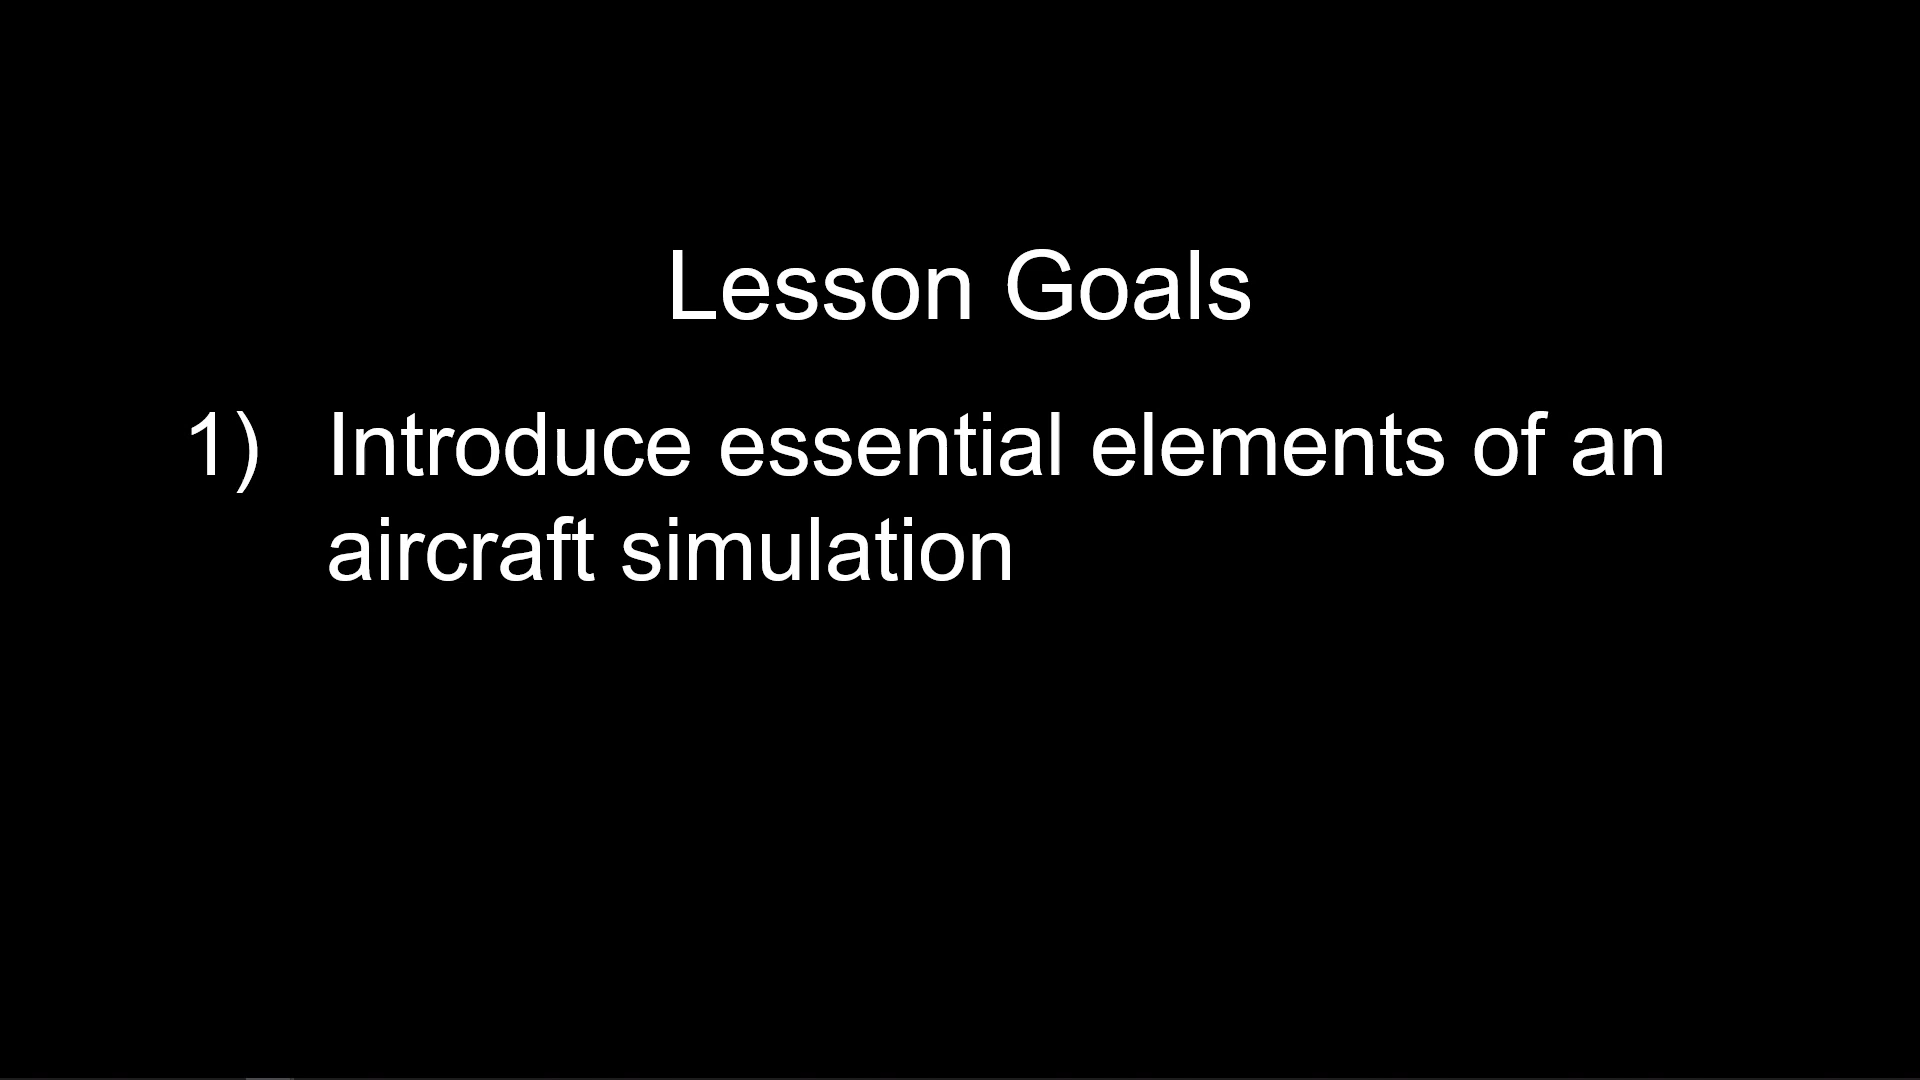 Lesson Goals
1) Introduce essential elements of an
aircraft simulation